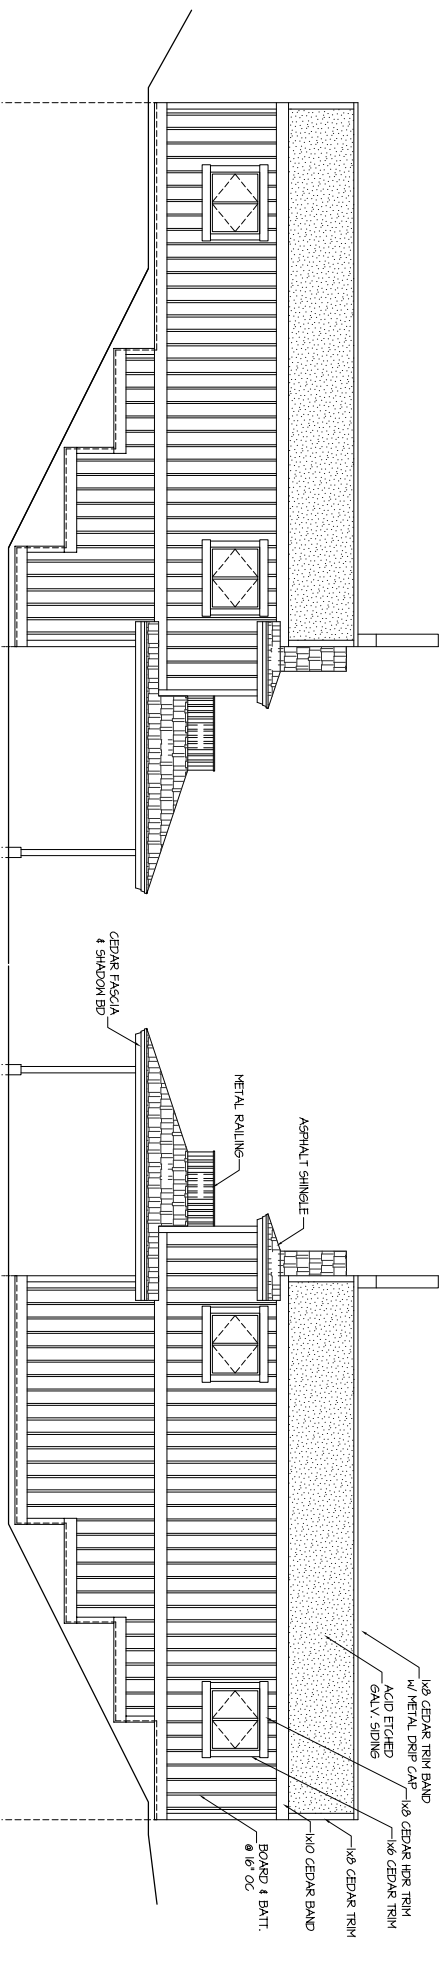 CEDAR FASCIA
& SHADOW BD
METAL RAILING
ASPHALT SHINGLE
1x8 CEDAR TRIM BAND
W/ METAL DRIP CAP
ACID ETCHED
GALV. SIDING
1x8 CEDAR HDR TRIM
1x6 CEDAR TRIM
1x8 CEDAR TRIM
1x10 CEDAR BAND
BOARD & BATT.
@ 16" OC